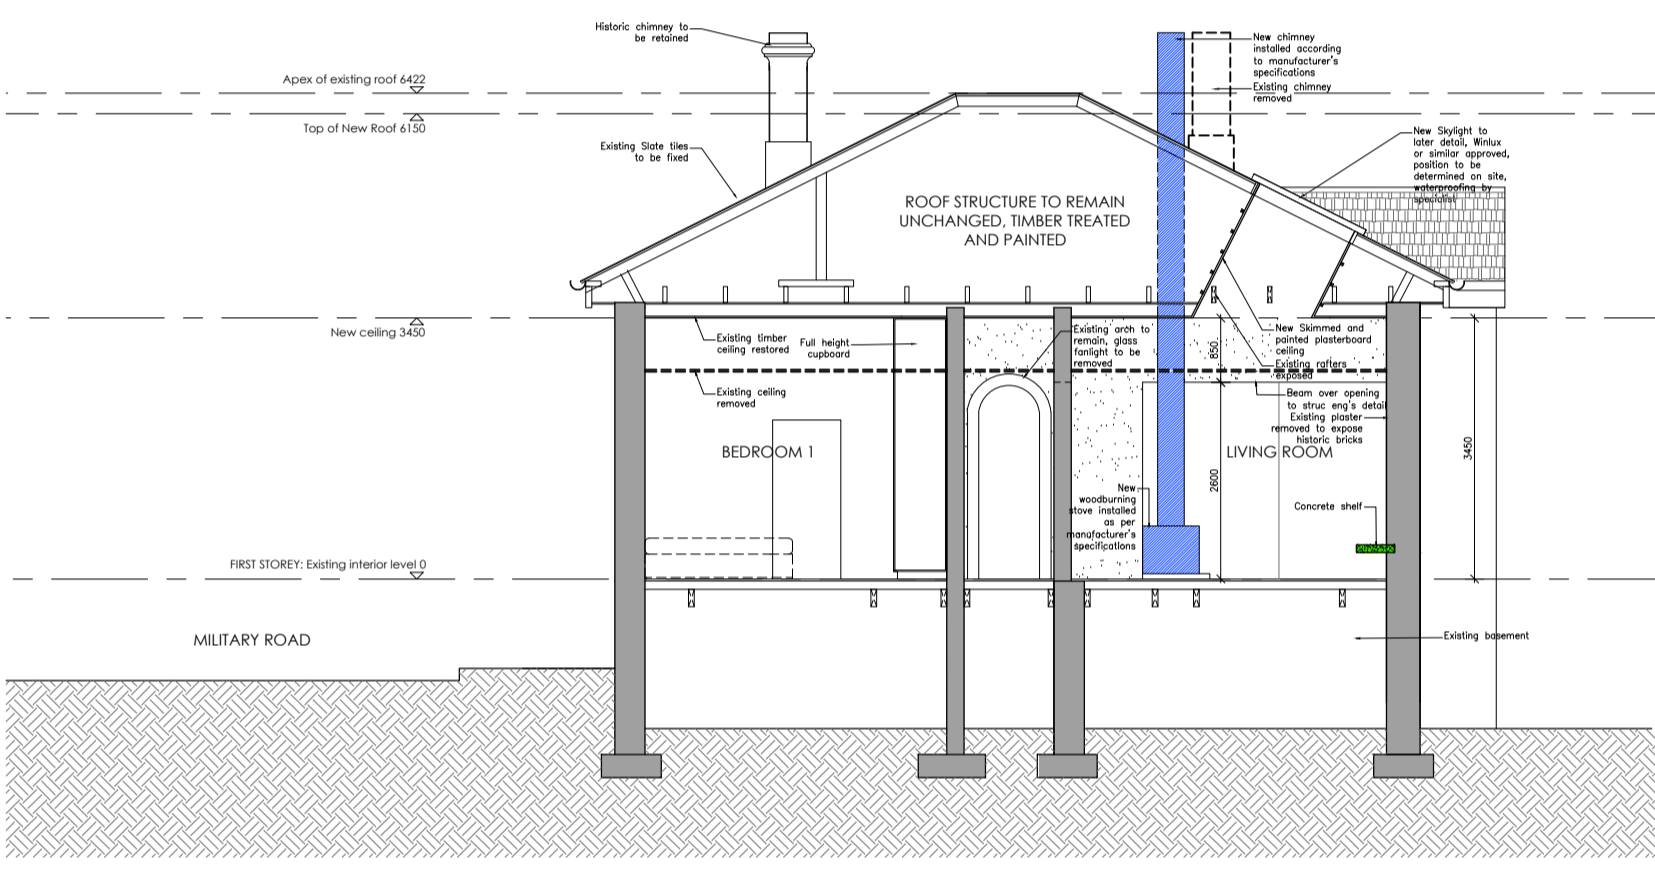 Historic chimney to
be retained
New chimney
installed according
to manufacturer's
specifications
Existing chimney
removed
Apex of existing roof 6422
Top of New Roof 6150
Existing Slate tiles
to be fixed
New Skylight to
later detail, Winlux
or similar approved,
position to be
determined on site,
waterproofing by
specialist
ROOF STRUCTURE TO REMAIN
UNCHANGED, TIMBER TREATED
AND PAINTED
New ceiling 3450
Existing timber
ceiling restored
Full height
cupboard
Existing arch to
remain, glass
fanlight to be
removed
850
New Skimmed and
painted plasterboard
ceiling
Existing rafters
exposed
Existing ceiling
removed
Beam over opening
to struc eng's detail
Existing plaster
removed to expose
historic bricks
BEDROOM 1
LIVING ROOM
3450
2600
New
woodburning
stove installed
as per
manufacturer's
specifications
Concrete shelf
FIRST STOREY: Existing interior level 0
MILITARY ROAD
Existing basement